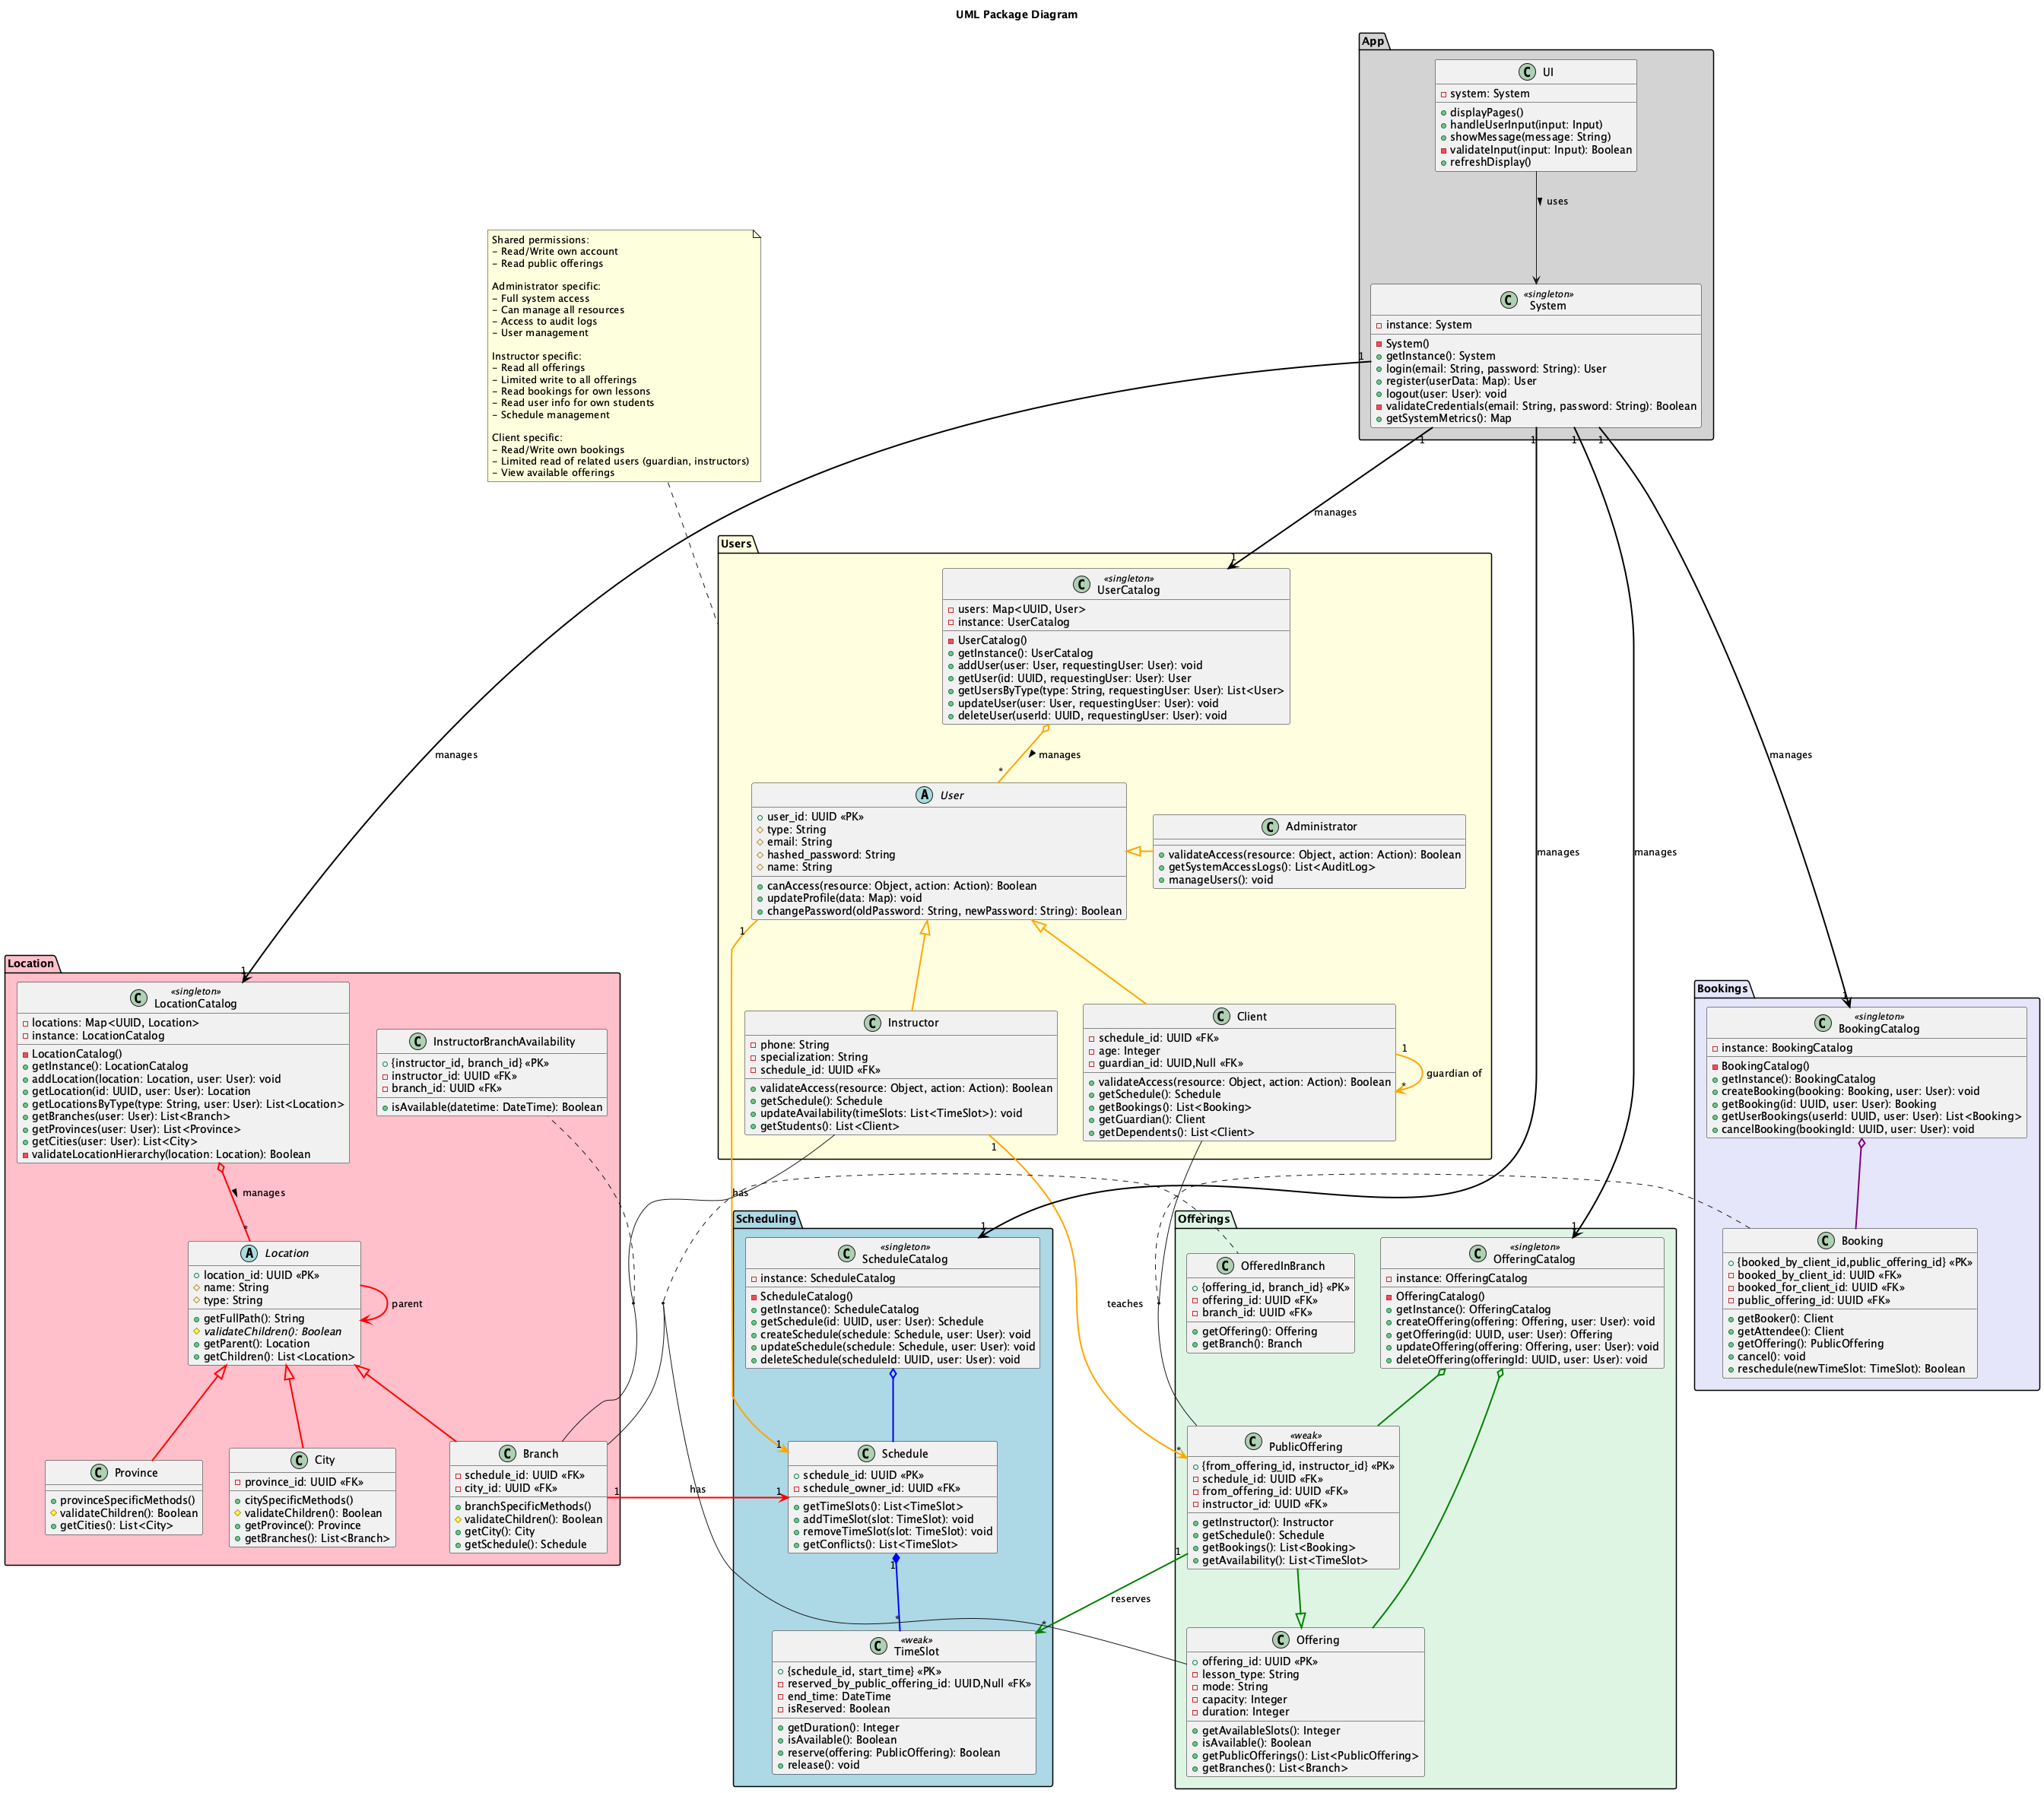 UML Package Diagram
App
UI
system: System
displayPages()
handleUserInput(input: Input)
showMessage(message: String)
validateInput(input: Input): Boolean
refreshDisplay()
uses
«singleton»
System
instance: System
System()
getInstance(): System
login(email: String, password: String): User
register(userData: Map): User
logout(user: User): void
validateCredentials(email: String, password: String): Boolean
getSystemMetrics(): Map
1
1
1
1
1
Shared permissions:
- Read/Write own account
- Read public offerings
Administrator specific:
- Full system access
- Can manage all resources
- Access to audit logs
- User management
Instructor specific:
- Read all offerings
- Limited write to all offerings
- Read bookings for own lessons
- Read user info for own students
- Schedule management
Client specific:
- Read/Write own bookings
- Limited read of related users (guardian, instructors)
- View available offerings
manages
manages
manages
manages
manages
Users
1
«singleton»
UserCatalog
users: Map<UUID, User>
instance: UserCatalog
UserCatalog()
getInstance(): UserCatalog
addUser(user: User, requestingUser: User): void
getUser(id: UUID, requestingUser: User): User
getUsersByType(type: String, requestingUser: User): List<User>
updateUser(user: User, requestingUser: User): void
deleteUser(userId: UUID, requestingUser: User): void
manages
*
User
user_id: UUID «PK»
type: String
email: String
hashed_password: String
name: String
canAccess(resource: Object, action: Action): Boolean
updateProfile(data: Map): void
changePassword(oldPassword: String, newPassword: String): Boolean
1
Administrator
validateAccess(resource: Object, action: Action): Boolean
getSystemAccessLogs(): List<AuditLog>
manageUsers(): void
Instructor
phone: String
specialization: String
schedule_id: UUID «FK»
validateAccess(resource: Object, action: Action): Boolean
getSchedule(): Schedule
updateAvailability(timeSlots: List<TimeSlot>): void
getStudents(): List<Client>
1
Client
schedule_id: UUID «FK»
age: Integer
guardian_id: UUID,Null «FK»
validateAccess(resource: Object, action: Action): Boolean
getSchedule(): Schedule
getBookings(): List<Booking>
getGuardian(): Client
getDependents(): List<Client>
1
guardian of
*
Location
1
«singleton»
LocationCatalog
locations: Map<UUID, Location>
instance: LocationCatalog
LocationCatalog()
getInstance(): LocationCatalog
addLocation(location: Location, user: User): void
getLocation(id: UUID, user: User): Location
getLocationsByType(type: String, user: User): List<Location>
getBranches(user: User): List<Branch>
getProvinces(user: User): List<Province>
getCities(user: User): List<City>
validateLocationHierarchy(location: Location): Boolean
InstructorBranchAvailability
{instructor_id, branch_id} «PK»
instructor_id: UUID «FK»
branch_id: UUID «FK»
isAvailable(datetime: DateTime): Boolean
manages
*
Location
location_id: UUID «PK»
name: String
type: String
getFullPath(): String
validateChildren(): Boolean
getParent(): Location
getChildren(): List<Location>
parent
Province
provinceSpecificMethods()
validateChildren(): Boolean
getCities(): List<City>
City
province_id: UUID «FK»
citySpecificMethods()
validateChildren(): Boolean
getProvince(): Province
getBranches(): List<Branch>
Branch
schedule_id: UUID «FK»
city_id: UUID «FK»
branchSpecificMethods()
validateChildren(): Boolean
getCity(): City
getSchedule(): Schedule
1
has
1
*
*
has
Scheduling
1
«singleton»
ScheduleCatalog
instance: ScheduleCatalog
ScheduleCatalog()
getInstance(): ScheduleCatalog
getSchedule(id: UUID, user: User): Schedule
createSchedule(schedule: Schedule, user: User): void
updateSchedule(schedule: Schedule, user: User): void
deleteSchedule(scheduleId: UUID, user: User): void
1
Schedule
schedule_id: UUID «PK»
schedule_owner_id: UUID «FK»
getTimeSlots(): List<TimeSlot>
addTimeSlot(slot: TimeSlot): void
removeTimeSlot(slot: TimeSlot): void
getConflicts(): List<TimeSlot>
1
*
«weak»
TimeSlot
{schedule_id, start_time} «PK»
reserved_by_public_offering_id: UUID,Null «FK»
end_time: DateTime
isReserved: Boolean
getDuration(): Integer
isAvailable(): Boolean
reserve(offering: PublicOffering): Boolean
release(): void
teaches
*
reserves
*
Offerings
OfferedInBranch
{offering_id, branch_id} «PK»
offering_id: UUID «FK»
branch_id: UUID «FK»
getOffering(): Offering
getBranch(): Branch
1
«singleton»
OfferingCatalog
instance: OfferingCatalog
OfferingCatalog()
getInstance(): OfferingCatalog
createOffering(offering: Offering, user: User): void
getOffering(id: UUID, user: User): Offering
updateOffering(offering: Offering, user: User): void
deleteOffering(offeringId: UUID, user: User): void
*
«weak»
PublicOffering
{from_offering_id, instructor_id} «PK»
schedule_id: UUID «FK»
from_offering_id: UUID «FK»
instructor_id: UUID «FK»
getInstructor(): Instructor
getSchedule(): Schedule
getBookings(): List<Booking>
getAvailability(): List<TimeSlot>
1
Offering
offering_id: UUID «PK»
lesson_type: String
mode: String
capacity: Integer
duration: Integer
getAvailableSlots(): Integer
isAvailable(): Boolean
getPublicOfferings(): List<PublicOffering>
getBranches(): List<Branch>
Bookings
1
«singleton»
BookingCatalog
instance: BookingCatalog
BookingCatalog()
getInstance(): BookingCatalog
createBooking(booking: Booking, user: User): void
getBooking(id: UUID, user: User): Booking
getUserBookings(userId: UUID, user: User): List<Booking>
cancelBooking(bookingId: UUID, user: User): void
Booking
{booked_by_client_id,public_offering_id} «PK»
booked_by_client_id: UUID «FK»
booked_for_client_id: UUID «FK»
public_offering_id: UUID «FK»
getBooker(): Client
getAttendee(): Client
getOffering(): PublicOffering
cancel(): void
reschedule(newTimeSlot: TimeSlot): Boolean